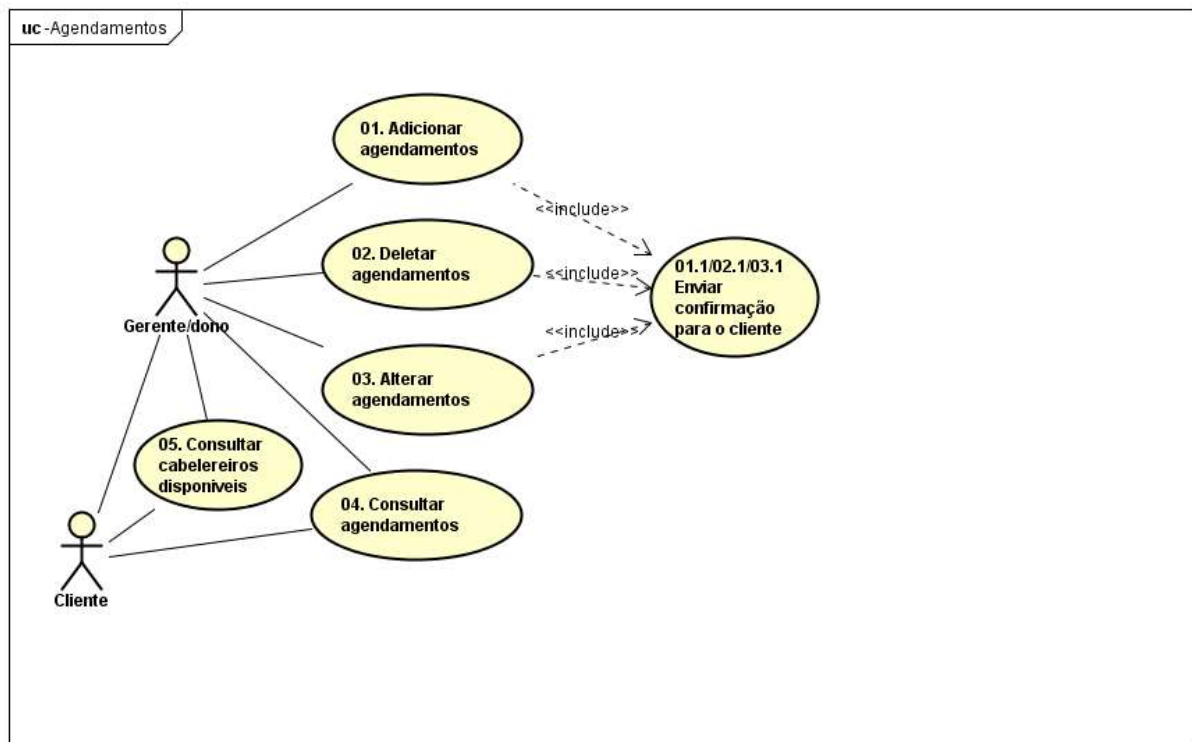 uc -Agendamentos
01. Adicionar
agendamentos
<<include>>
02. Deletar
agendamentos
<<include>>
01.1/02.1/03.1
Enviar
confirmação
para o cliente
Gerente/dono
<<include>>
03. Alterar
agendamentos
05. Consultar
cabelereiros
disponiveis
04. Consultar
agendamentos
Cliente